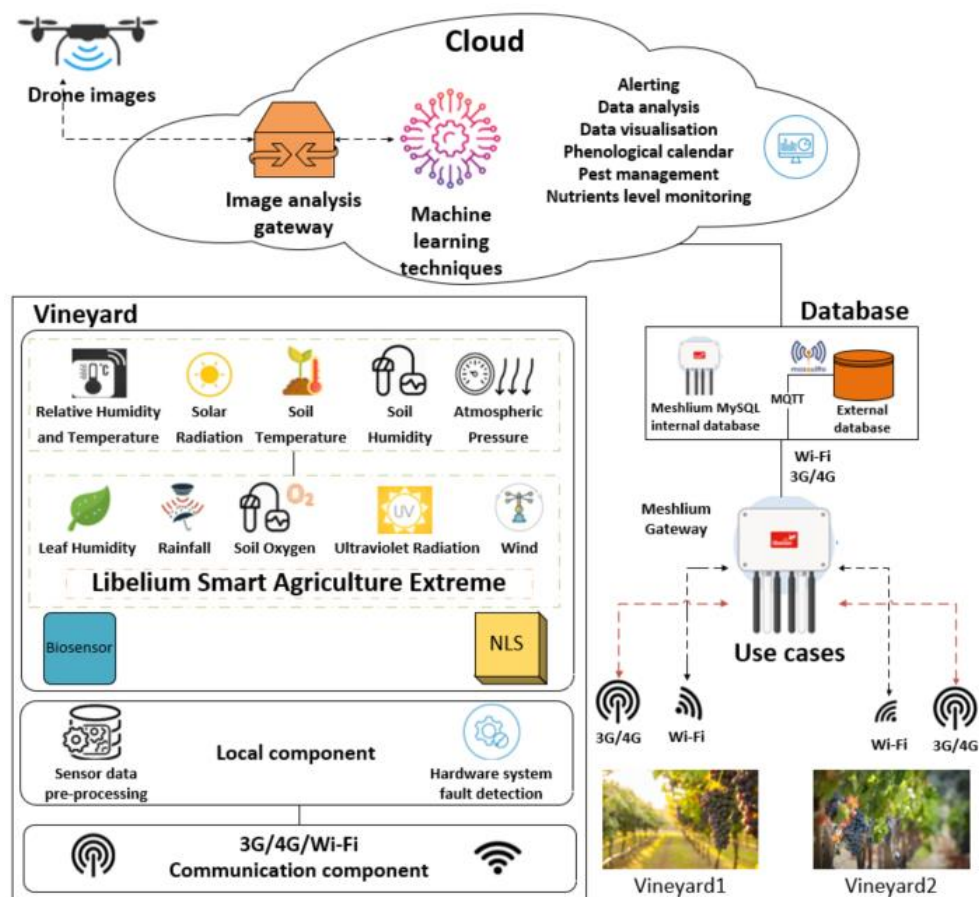 Cloud
Drone images
Alerting
Data analysis
Data visualisation
Phenological calendar
Pest management
Nutrients level monitoring
Image analysis
gateway
Machine
learning
techniques
Vineyard
°C
Relative Humidity
and Temperature
Solar
Radiation
Soil
Temperature
Soil
Humidity
Atmospheric
Pressure
O2
UV
Leaf Humidity
Rainfall
Soil Oxygen
Ultraviolet Radiation
Wind
Libelium Smart Agriculture Extreme
Biosensor
NLS
Local component
Sensor data
pre-processing
Hardware system
fault detection
3G/4G/Wi-Fi
Communication component
Database
Meshlium MySQL
internal database
MQTT
External
database
Wi-Fi
3G/4G
Meshlium
Gateway
Use cases
3G/4G
Wi-Fi
Wi-Fi
3G/4G
Vineyard1
Vineyard2